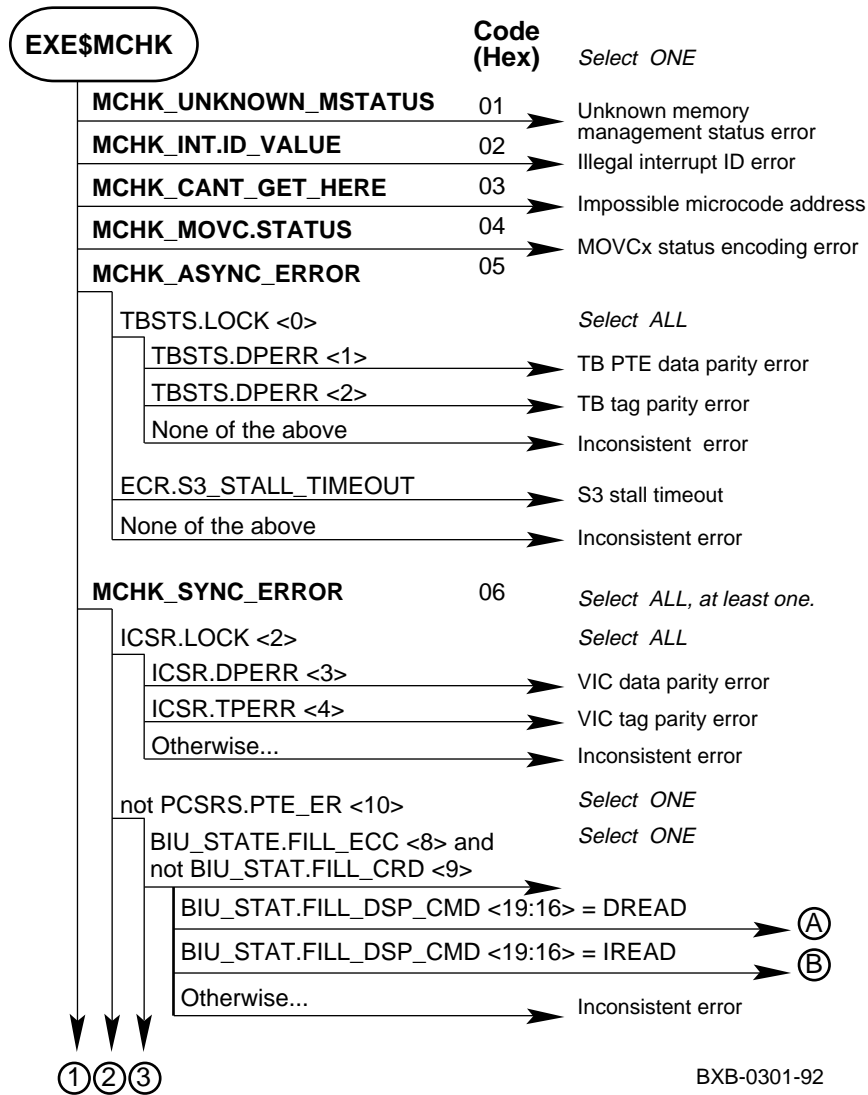 EXE$MCHK
Code
(Hex)
Select ONE
MCHK_UNKNOWN_MSTATUS 01
Unknown memory
management status error
MCHK_INT.ID_VALUE 02
Illegal interrupt ID error
MCHK_CANT_GET_HERE 03
Impossible microcode address
MCHK_MOVC.STATUS 04
MOVCx status encoding error
MCHK_ASYNC_ERROR 05
TBSTS.LOCK <0> Select ALL
TBSTS.DPERR <1>
TB PTE data parity error
TBSTS.DPERR <2>
TB tag parity error
None of the above
Inconsistent error
ECR.S3_STALL_TIMEOUT
S3 stall timeout
None of the above
Inconsistent error
MCHK_SYNC_ERROR 06 Select ALL, at least one.
ICSR.LOCK <2> Select ALL
ICSR.DPERR <3>
VIC data parity error
ICSR.TPERR <4>
VIC tag parity error
Otherwise...
Inconsistent error
not PCSRS.PTE_ER <10> Select ONE
BIU_STATE.FILL_ECC <8> and Select ONE
not BIU_STAT.FILL_CRD <9>
BIU_STAT.FILL_DSP_CMD <19:16> = DREAD
A
BIU_STAT.FILL_DSP_CMD <19:16> = IREAD
B
Otherwise...
Inconsistent error
1 2 3
BXB-0301-92